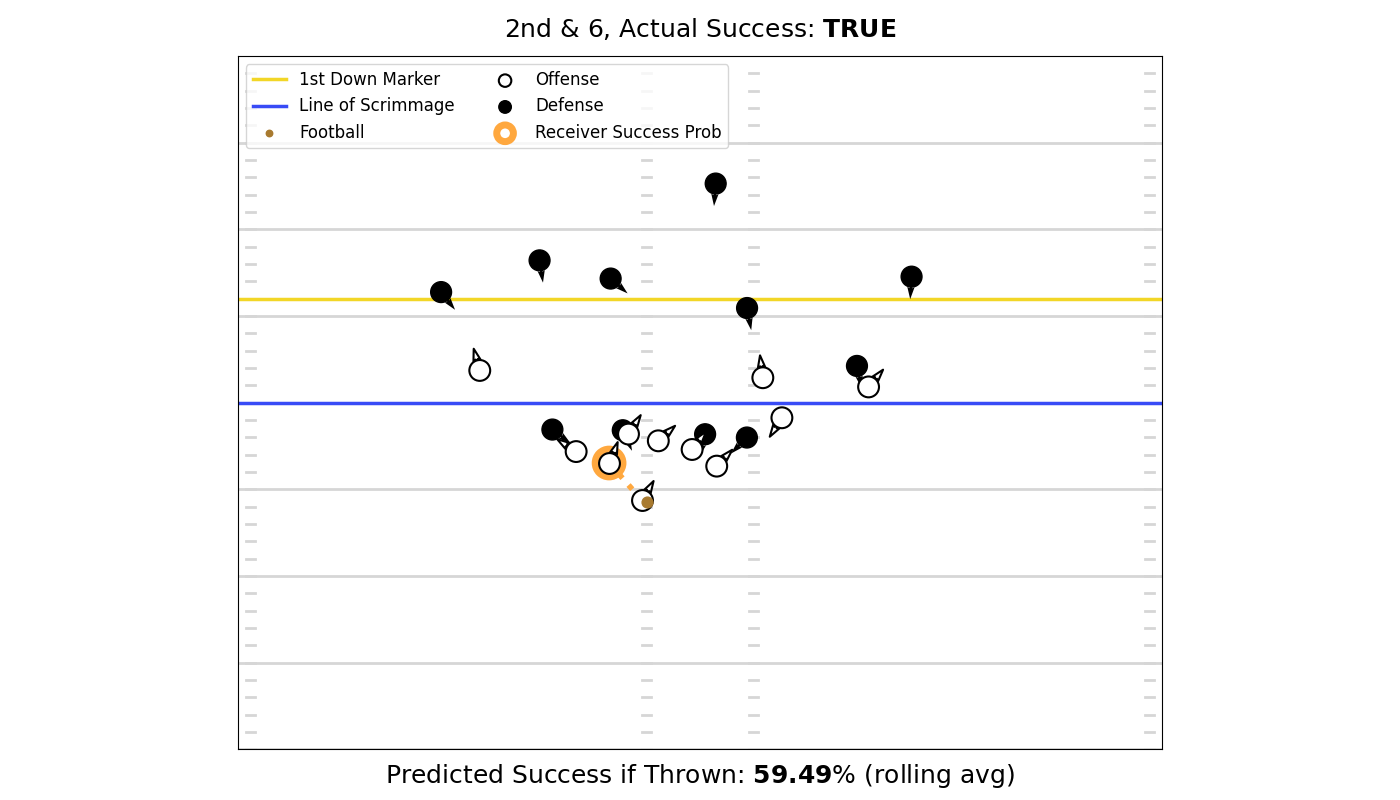 2nd & 6, Actual Success: TRUE
1st Down Marker
Line of Scrimmage
Football
Offense
Defense
Receiver Success Prob
Predicted Success if Thrown: 59.49% (rolling avg)